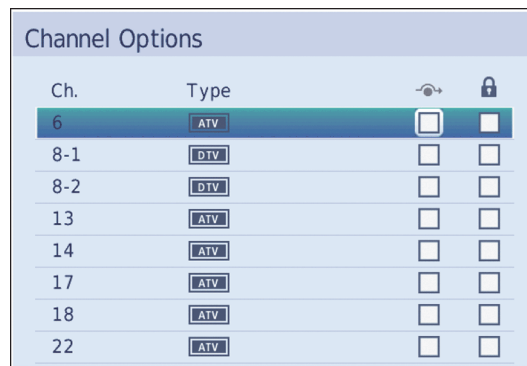 Channel Options
Ch. Type
6 ATV
8-1 DTV
8-2 DTV
13 ATV
14 ATV
17 ATV
18 ATV
22 ATV